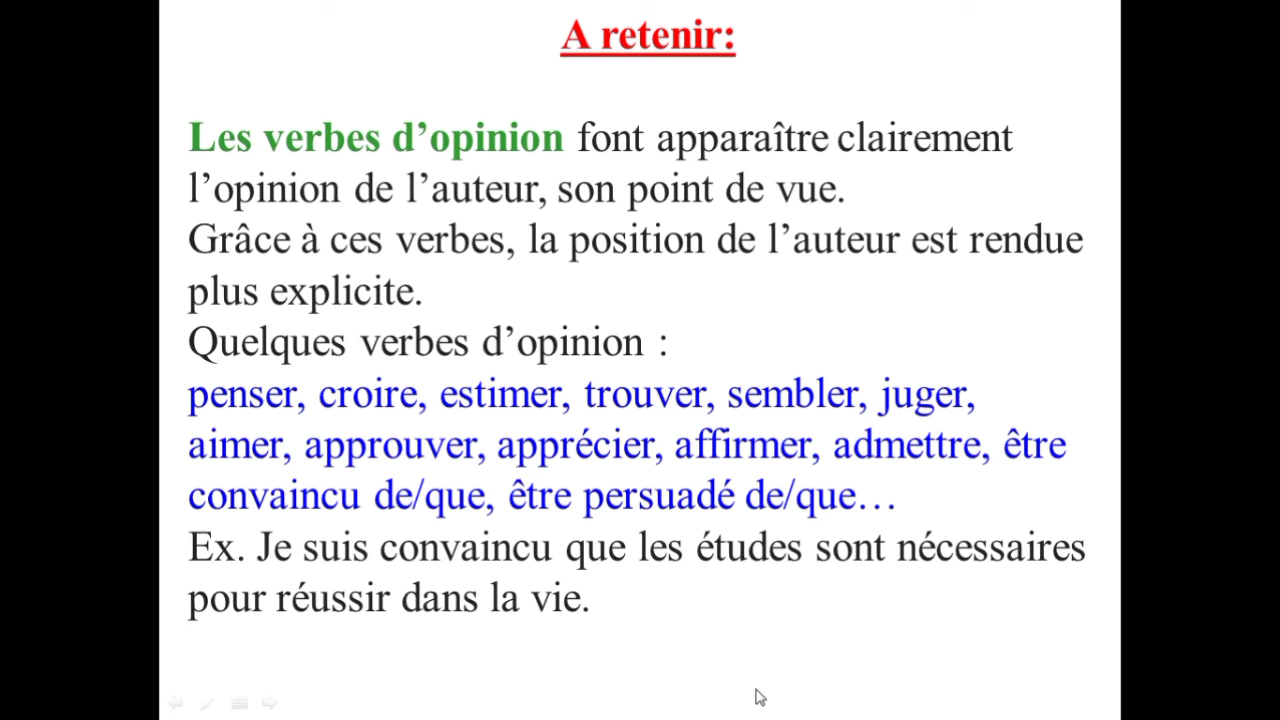 A retenir:
Les verbes d’opinion font apparaître clairement
l’opinion de l’auteur, son point de vue.
Grâce à ces verbes, la position de l’auteur est rendue
plus explicite.
Quelques verbes d’opinion :
penser, croire, estimer, trouver, sembler, juger,
aimer, approuver, apprécier, affirmer, admettre, être
convaincu de/que, être persuadé de/que…
Ex. Je suis convaincu que les études sont nécessaires
pour réussir dans la vie.